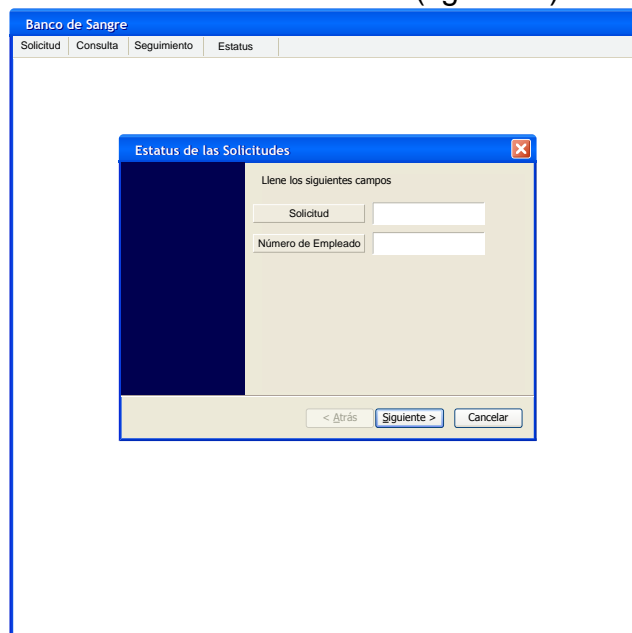 Banco de Sangre
Solicitud Consulta Seguimiento Estatus
Estatus de las Solicitudes
Llene los siguientes campos
Solicitud
Número de Empleado
< Atrás Siguiente > Cancelar